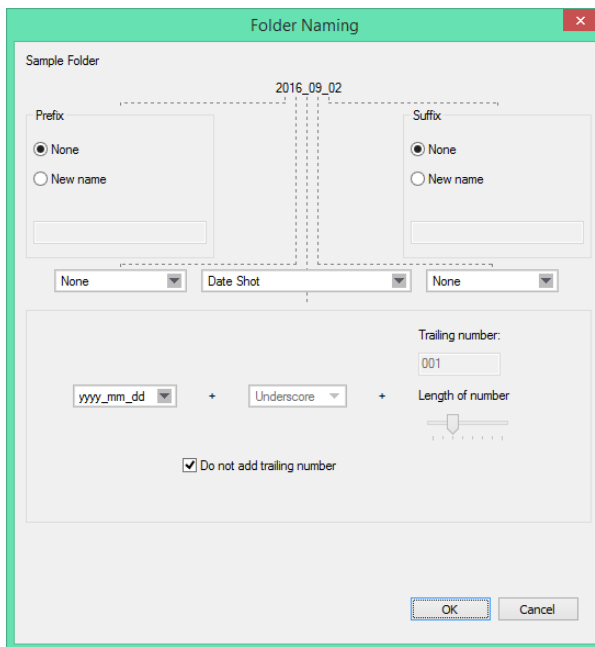 Folder Naming
Sample Folder
2016_09_02
Prefix
None
New name
Suffix
None
New name
None
Date Shot
None
Trailing number:
001
yyyy_mm_dd + Underscore + Length of number
Do not add trailing number
OK
Cancel